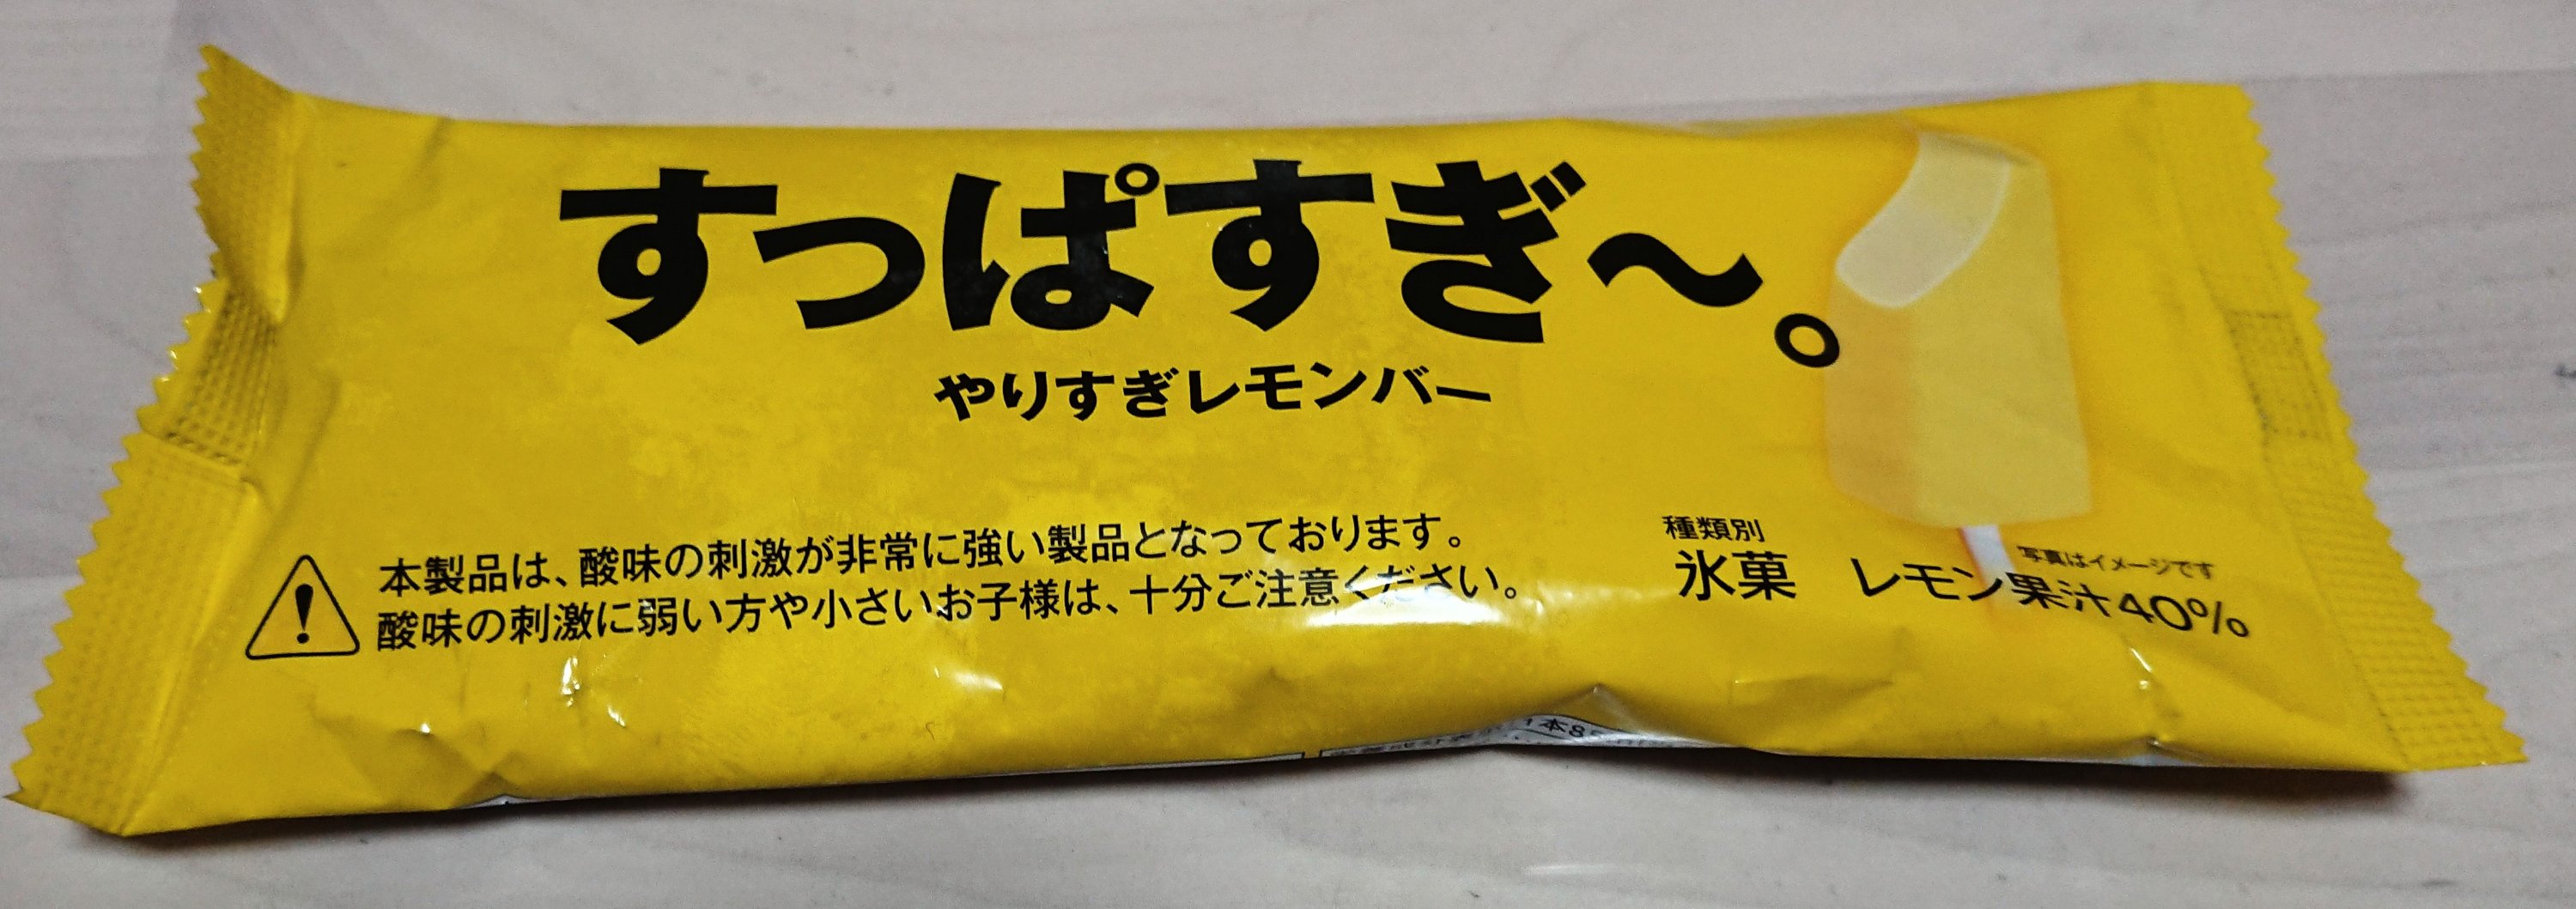 すっぱすぎ～。
やりすぎレモンバー
本製品は、酸味の刺激が非常に強い製品となっております。
酸味の刺激に弱い方や小さいお子様は、十分ご注意ください。
種類別
氷菓 レモン果汁40%
写真はイメージです
1本8